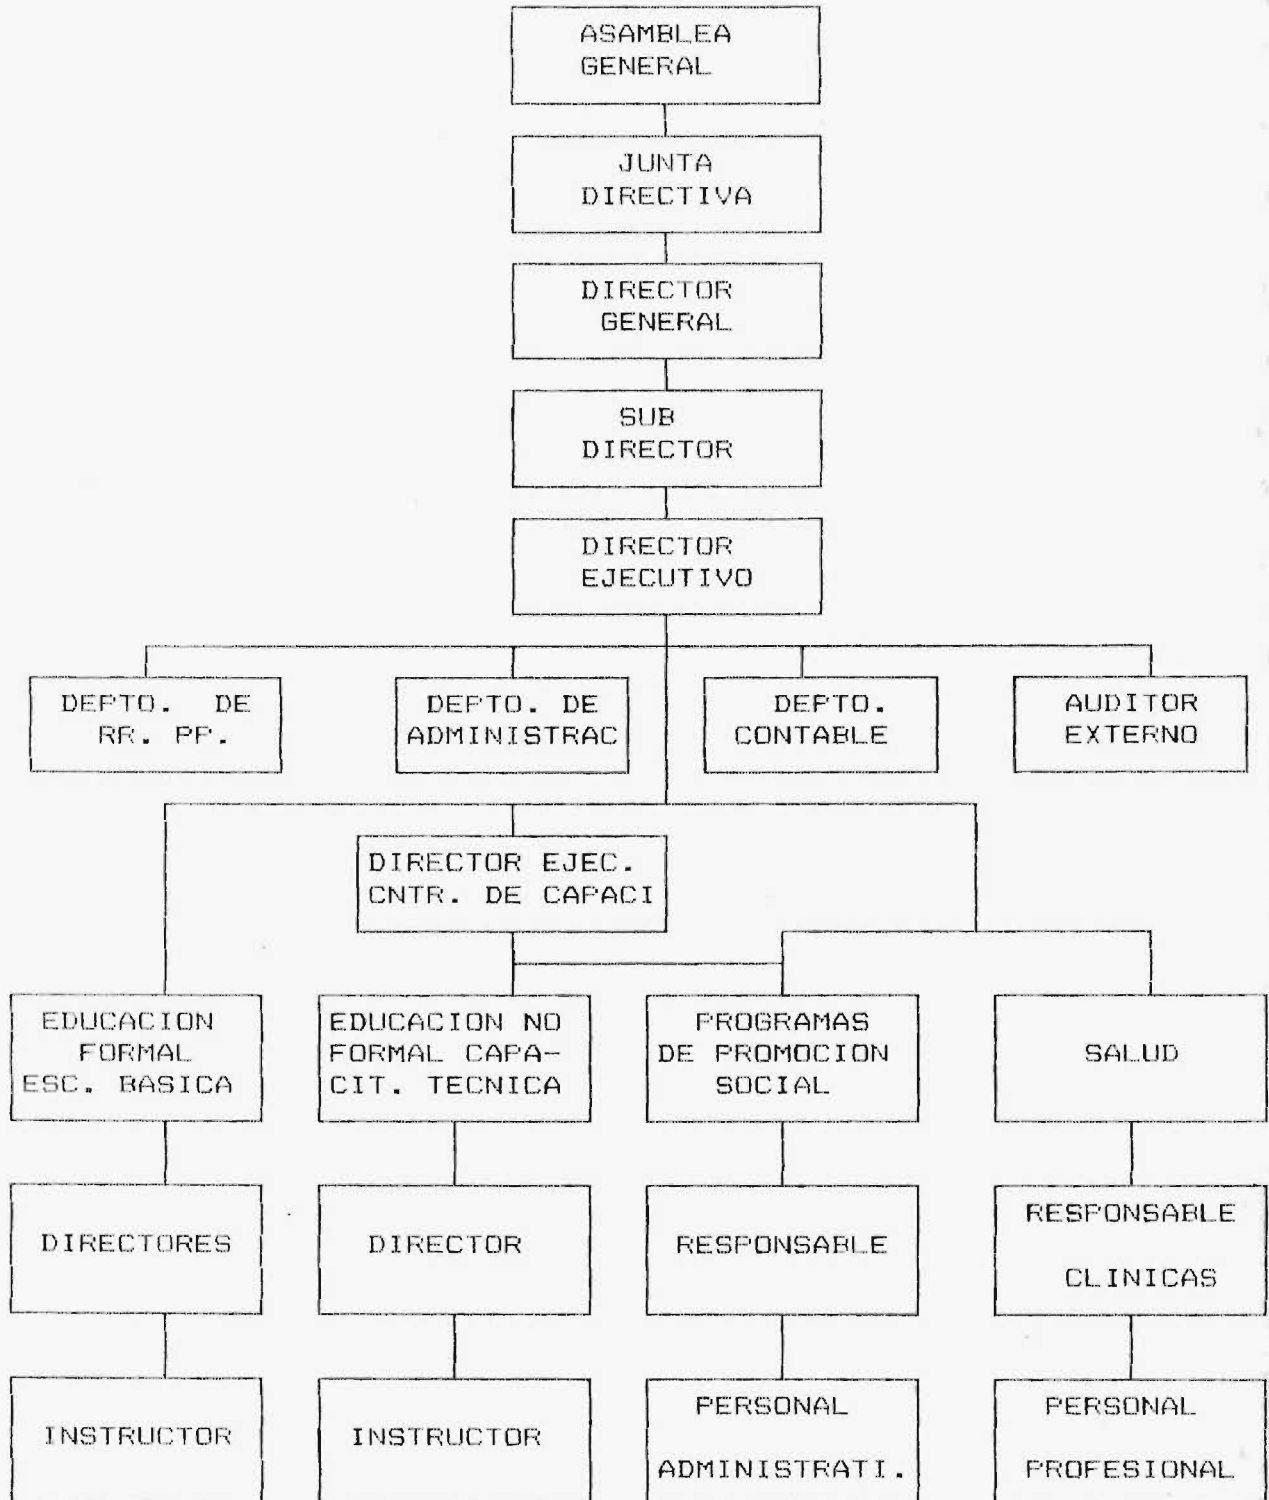 ASAMBLEA
GENERAL
JUNTA
DIRECTIVA
DIRECTOR
GENERAL
SUB
DIRECTOR
DIRECTOR
EJECUTIVO
DEPTO. DE
RR. PP.
DEPTO. DE
ADMINISTRAC
DEPTO.
CONTABLE
AUDITOR
EXTERNO
DIRECTOR EJEC.
CNTR. DE CAPACI
EDUCACION
FORMAL
ESC. BASICA
EDUCACION NO
FORMAL CAPA-
CIT. TECNICA
PROGRAMAS
DE PROMOCION
SOCIAL
SALUD
DIRECTORES
DIRECTOR
RESPONSABLE
RESPONSABLE
CLINICAS
INSTRUCTOR
INSTRUCTOR
PERSONAL
ADMINISTRATI.
PERSONAL
PROFESIONAL